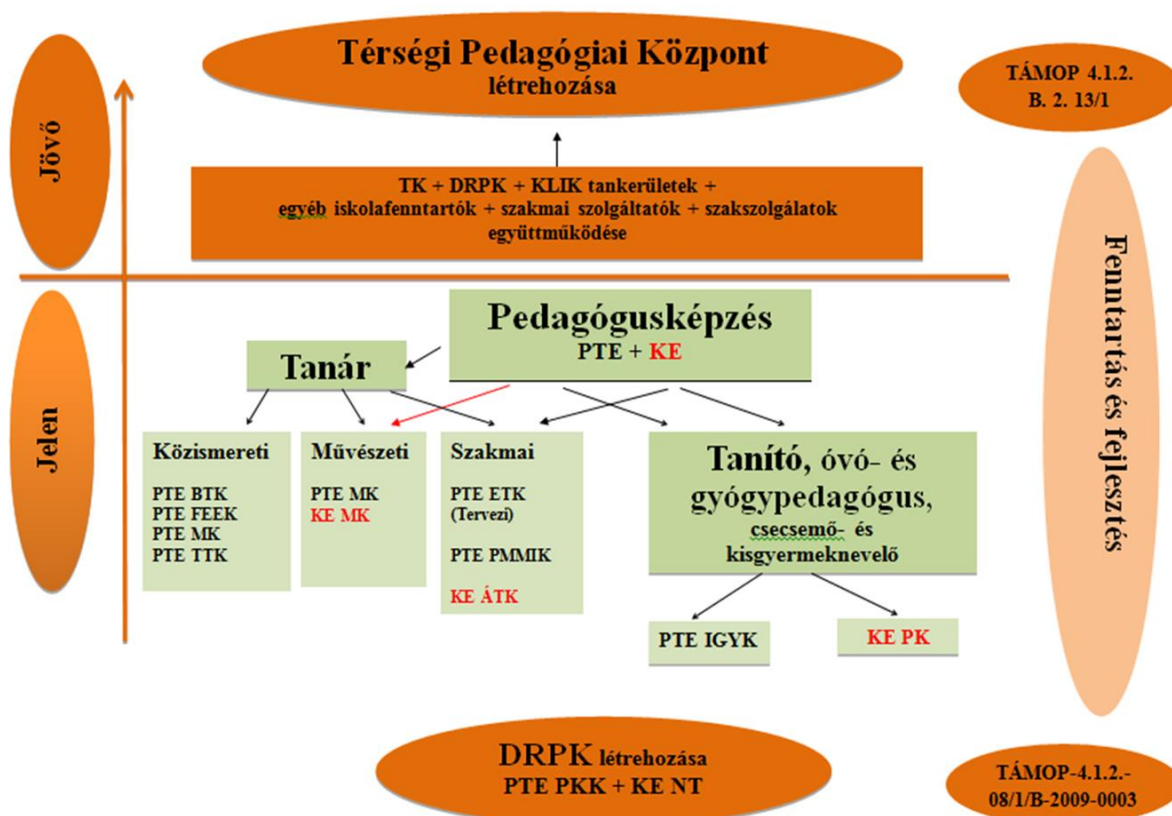 Térségi Pedagógiai Központ
létrehozása
TÁMOP 4.1.2.
B. 2. 13/1
Jövő
TK + DRPK + KLIK tankerületek +
egyéb iskolafenntartók + szakmai szolgáltatók + szakszolgálatok
együttműködése
Fenntartás és fejlesztés
Jelen
Pedagógusképzés
PTE + KE
Tanár
Közismereti
PTE BTK
PTE FEEK
PTE MK
PTE TTK
Művészeti
PTE MK
KE MK
Szakmai
PTE ETK
(Tervezi)
PTE PMMIK
KE ÁTK
Tanító, óvó- és
gyógypedagógus,
csecsemő- és
kisgyermeknevelő
PTE IGYK
KE PK
DRPK létrehozása
PTE PKK + KE NT
TÁMOP-4.1.2.-
08/1/B-2009-0003